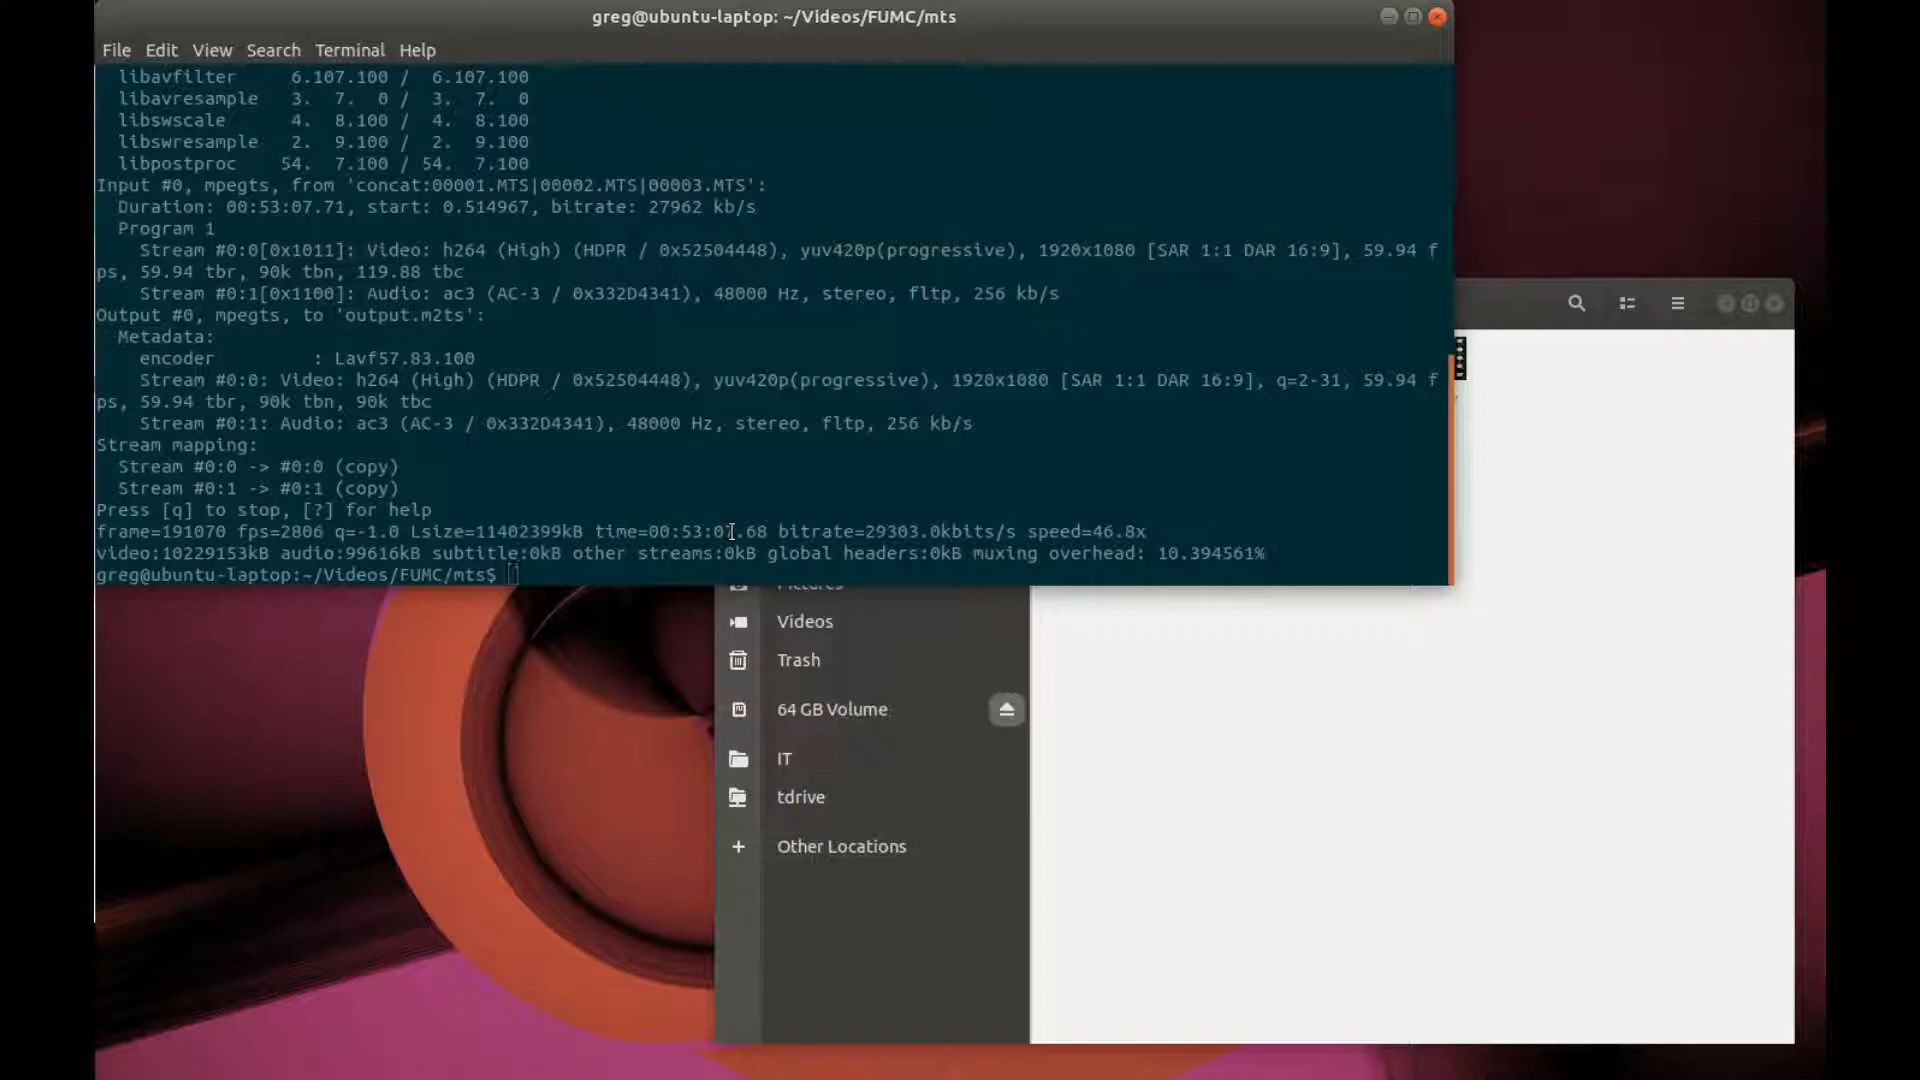 greg@ubuntu-laptop: ~/Videos/FUMC/mts
File Edit View Search Terminal Help
libavfilter 6.107.100 / 6.107.100
libavresample 3. 7. 0 / 3. 7. 0
libswscale 4. 8.100 / 4. 8.100
libswresample 2. 9.100 / 2. 9.100
libpostproc 54. 7.100 / 54. 7.100
Input #0, mpegts, from 'concat:00001.MTS|00002.MTS|00003.MTS':
Duration: 00:53:07.71, start: 0.514967, bitrate: 27962 kb/s
Program 1
Stream #0:0[0x1011]: Video: h264 (High) (HDPR / 0x52504448), yuv420p(progressive), 1920x1080 [SAR 1:1 DAR 16:9], 59.94 f
ps, 59.94 tbr, 90k tbn, 119.88 tbc
Stream #0:1[0x1100]: Audio: ac3 (AC-3 / 0x332D4341), 48000 Hz, stereo, fltp, 256 kb/s
Output #0, mpegts, to 'output.m2ts':
Metadata:
encoder : Lavf57.83.100
Stream #0:0: Video: h264 (High) (HDPR / 0x52504448), yuv420p(progressive), 1920x1080 [SAR 1:1 DAR 16:9], q=2-31, 59.94 f
ps, 59.94 tbr, 90k tbn, 90k tbc
Stream #0:1: Audio: ac3 (AC-3 / 0x332D4341), 48000 Hz, stereo, fltp, 256 kb/s
Stream mapping:
Stream #0:0 -> #0:0 (copy)
Stream #0:1 -> #0:1 (copy)
Press [q] to stop, [?] for help
frame=191070 fps=2806 q=-1.0 Lsize=11402399kB time=00:53:07.68 bitrate=29303.0kbits/s speed=46.8x
video:10229153kB audio:99616kB subtitle:0kB other streams:0kB global headers:0kB muxing overhead: 10.394561%
greg@ubuntu-laptop:~/Videos/FUMC/mts$
Pictures
Videos
Trash
64 GB Volume
IT
tdrive
Other Locations